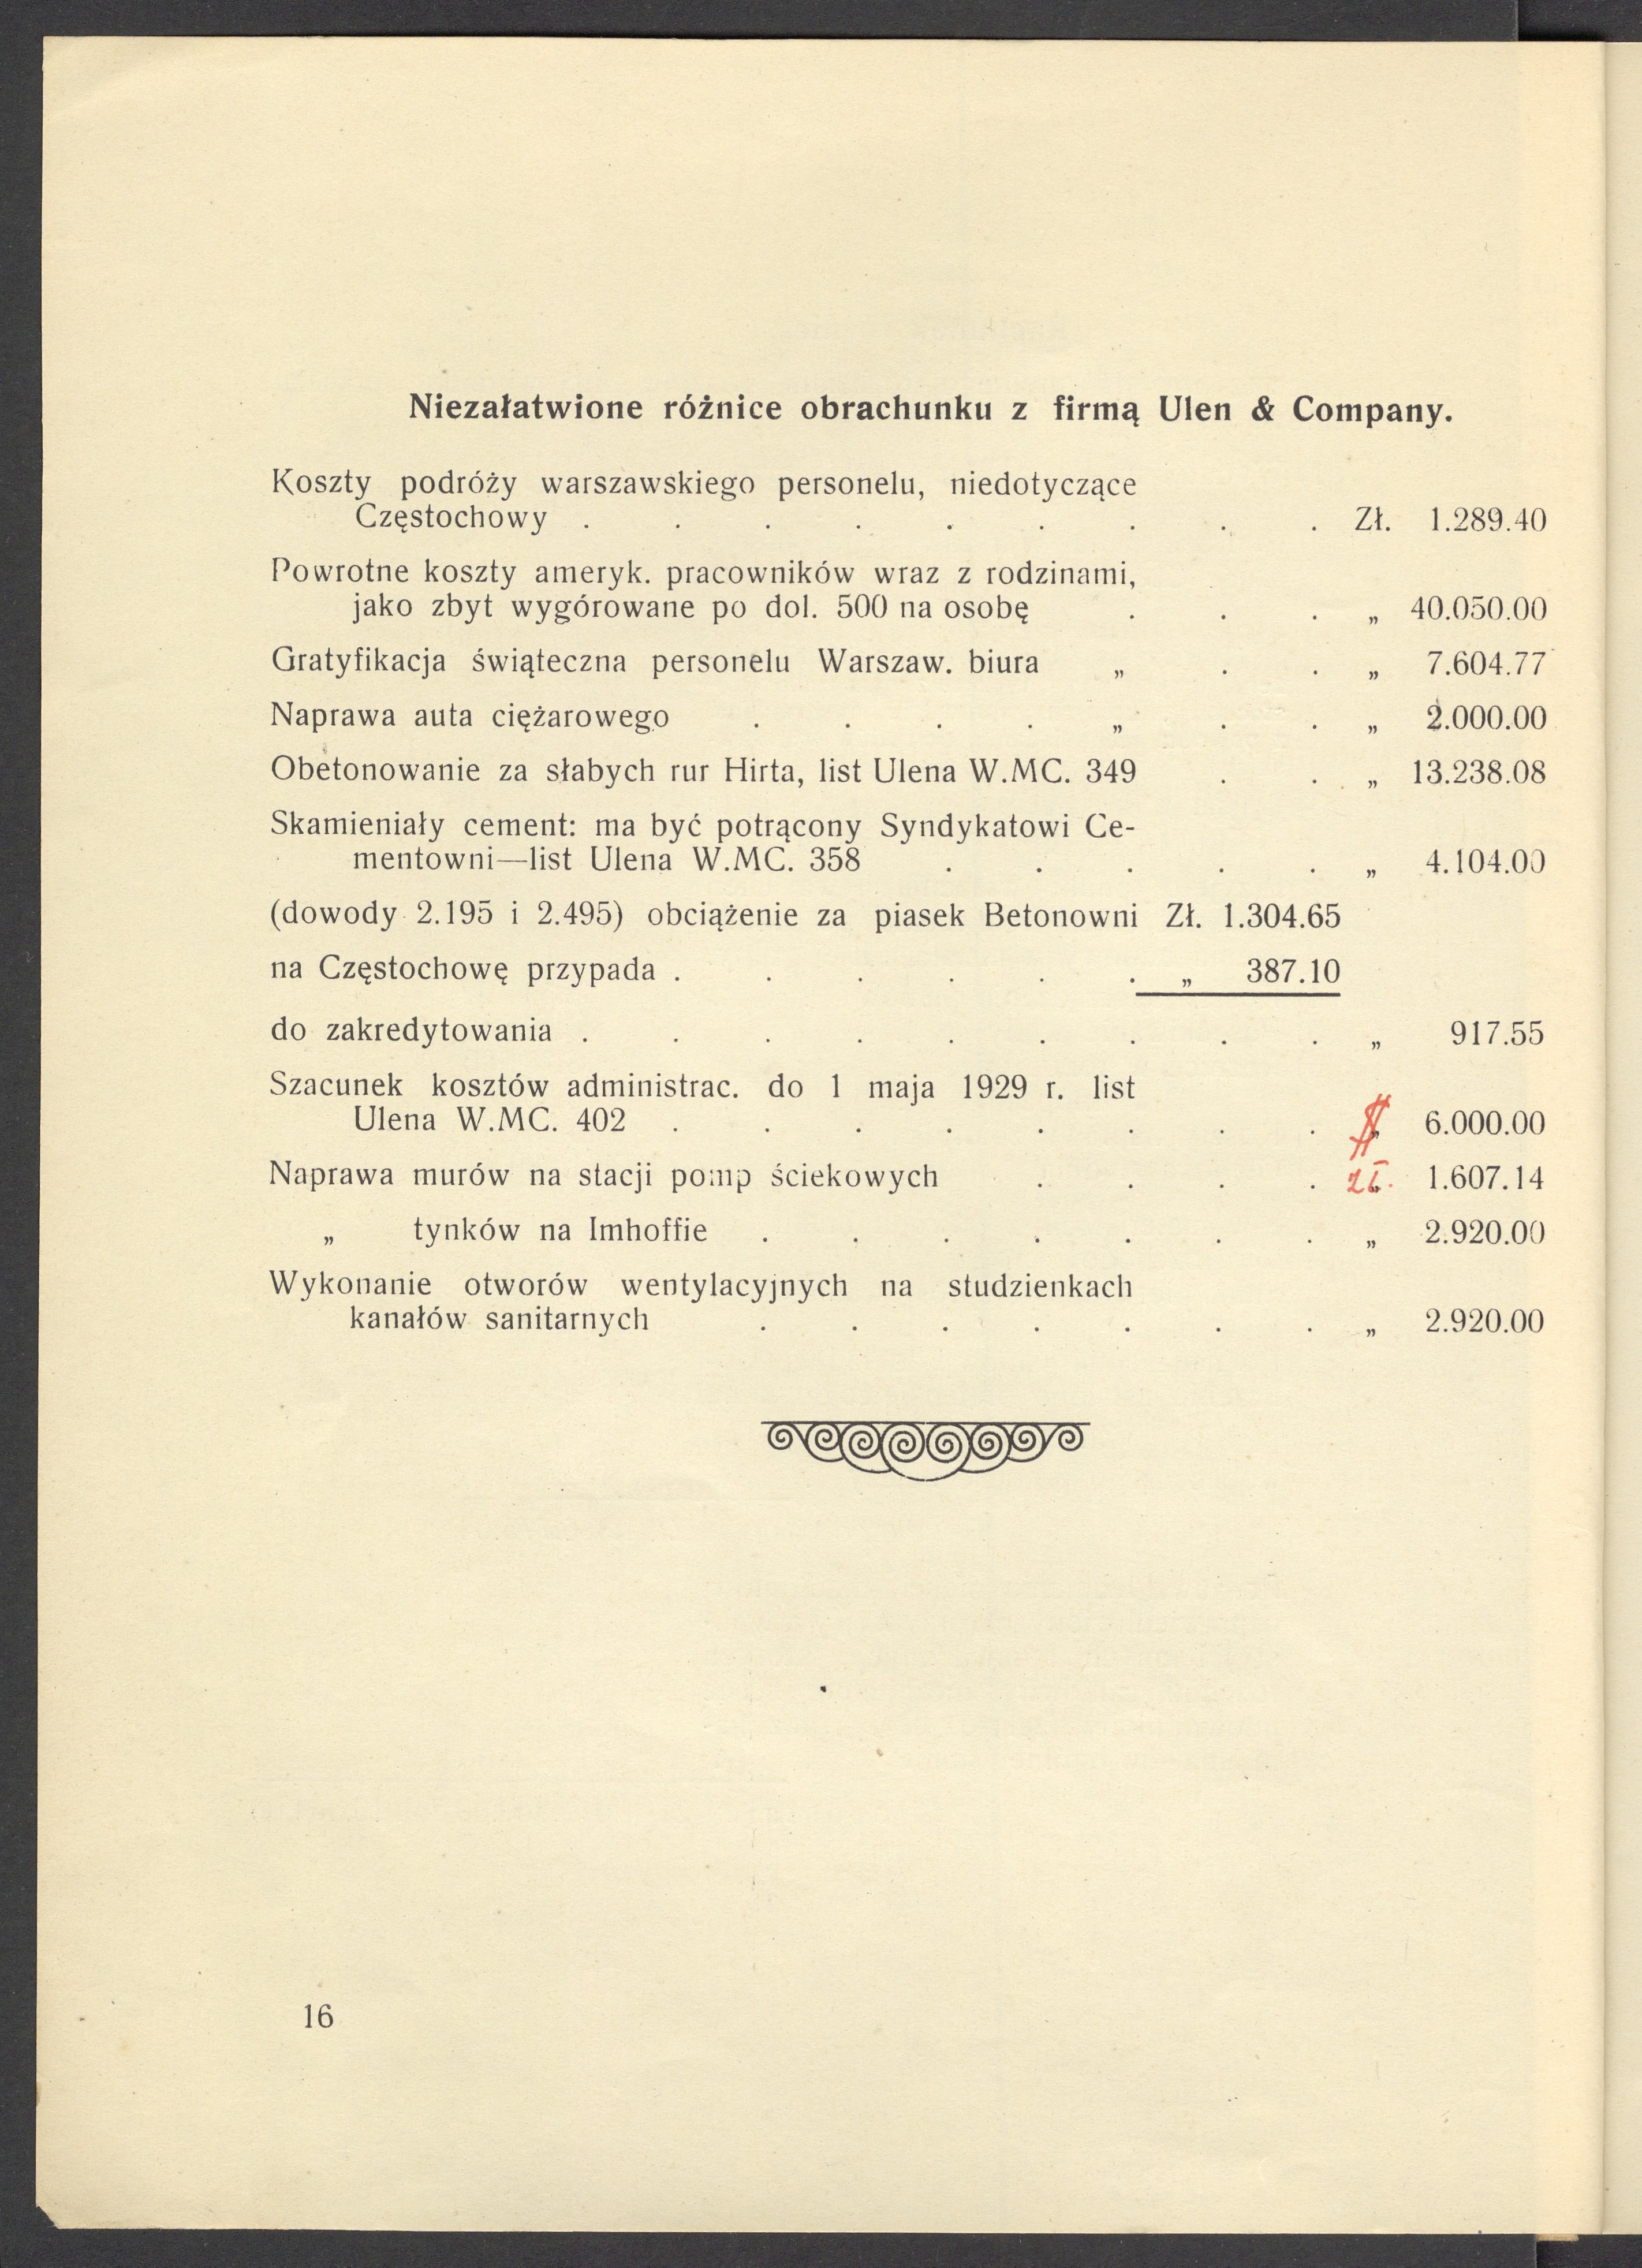 Niezałatwione różnice obrachunku z firmą Ulen & Company.
Koszty podróży warszawskiego personelu, niedotyczące
Częstochowy . . . . . . . . . Zł. 1.289.40
Powrotne koszty ameryk. pracowników wraz z rodzinami,
jako zbyt wygórowane po dol. 500 na osobę . . . „ 40.050.00
Gratyfikacja świąteczna personelu Warszaw. biura „ . . „ 7.604.77
Naprawa auta ciężarowego . . . . „ . . „ 2.000.00
Obetonowanie za słabych rur Hirta, list Ulena W.MC. 349 . . „ 13.238.08
Skamieniały cement: ma być potrącony Syndykatowi Ce-
mentowni—list Ulena W.MC. 358 . . . . . „ 4.104.00
(dowody 2.195 i 2.495) obciążenie za piasek Betonowni Zł. 1.304.65
na Częstochowę przypada . . . . . . „ 387.10
do zakredytowania . . . . . . . . . „ 917.55
Szacunek kosztów administrac. do 1 maja 1929 r. list
Ulena W.MC. 402 . . . . . . . . $ „ 6.000.00
Naprawa murów na stacji pomp ściekowych . . . . zł. „ 1.607.14
„ tynków na Imhoffie . . . . . . . „ 2.920.00
Wykonanie otworów wentylacyjnych na studzienkach
kanałów sanitarnych . . . . . . . „ 2.920.00
16